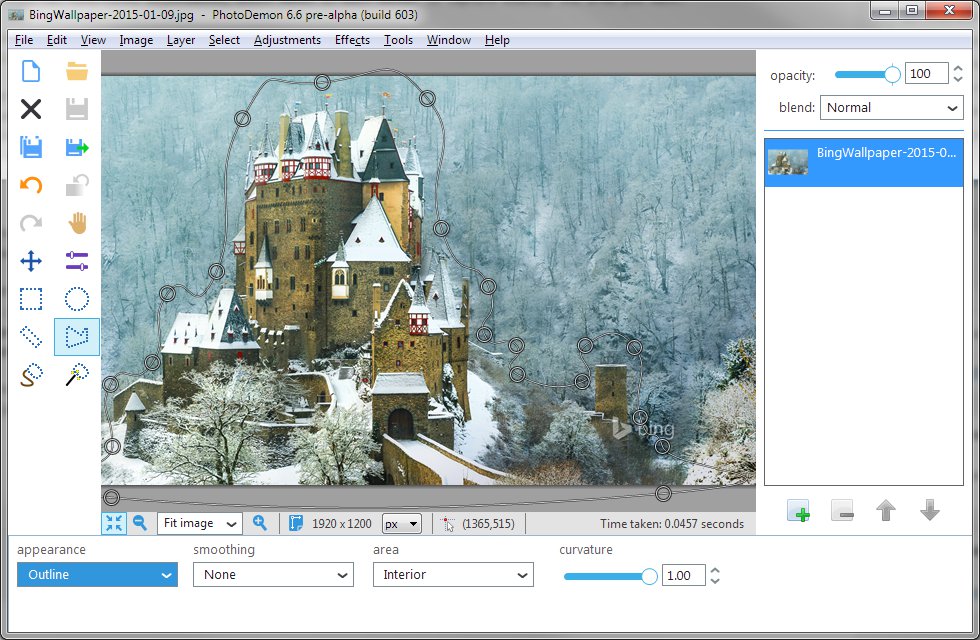 BingWallpaper-2015-01-09.jpg - PhotoDemon 6.6 pre-alpha (build 603)
File Edit View Image Layer Select Adjustments Effects Tools Window Help
opacity: 100
blend: Normal
BingWallpaper-2015-0...
bing
Fit image 1920 x 1200 px (1365,515) Time taken: 0.0457 seconds
appearance smoothing area curvature
Outline None Interior 1.00